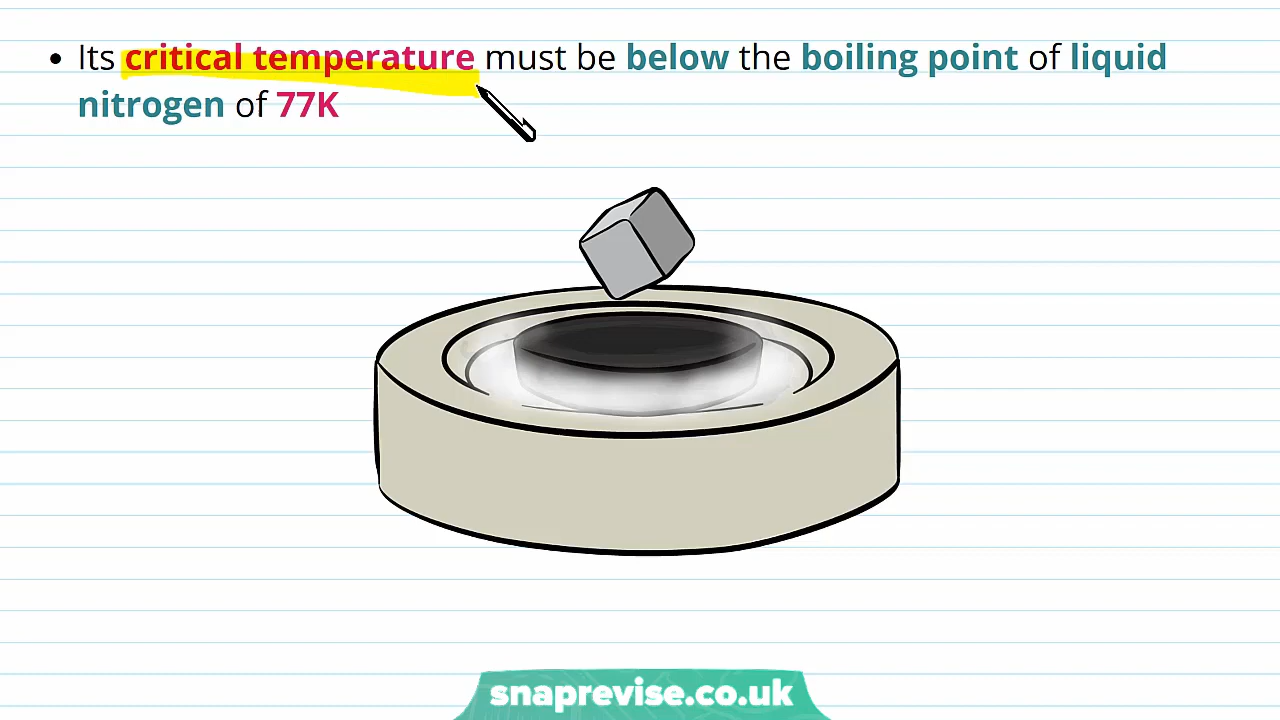 • Its critical temperature must be below the boiling point of liquid
nitrogen of 77K
snaprevise.co.uk